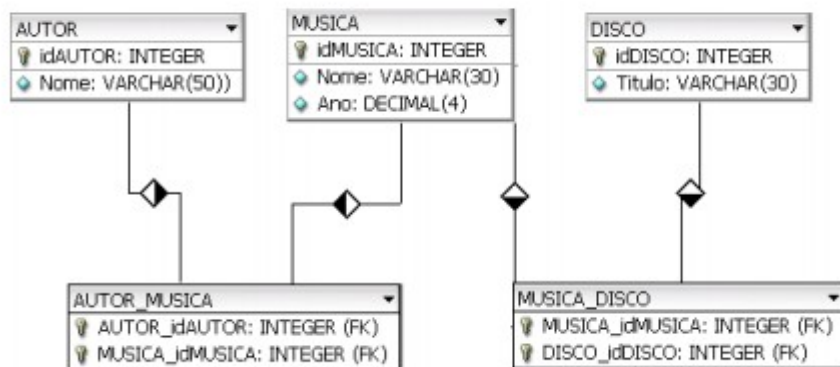 AUTOR
idAUTOR: INTEGER
Nome: VARCHAR(50))
MUSICA
idMUSICA: INTEGER
Nome: VARCHAR(30)
Ano: DECIMAL(4)
DISCO
idDISCO: INTEGER
Titulo: VARCHAR(30)
AUTOR_MUSICA
AUTOR_idAUTOR: INTEGER (FK)
MUSICA_idMUSICA: INTEGER (FK)
MUSICA_DISCO
MUSICA_idMUSICA: INTEGER (FK)
DISCO_idDISCO: INTEGER (FK)